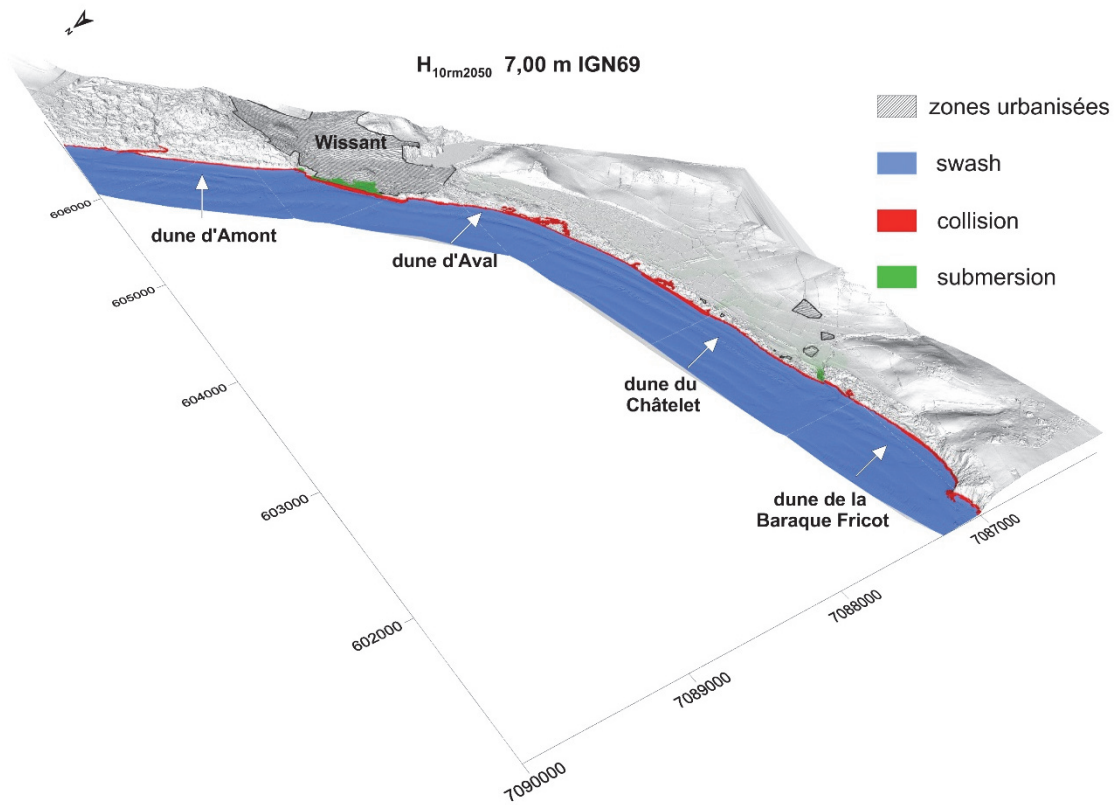 N
H10rm2050 7,00 m IGN69
zones urbanisées
swash
collision
submersion
Wissant
dune d'Amont
dune d'Aval
dune du
Châtelet
dune de la
Baraque Fricot
606000
605000
604000
603000
602000
7087000
7088000
7089000
7090000